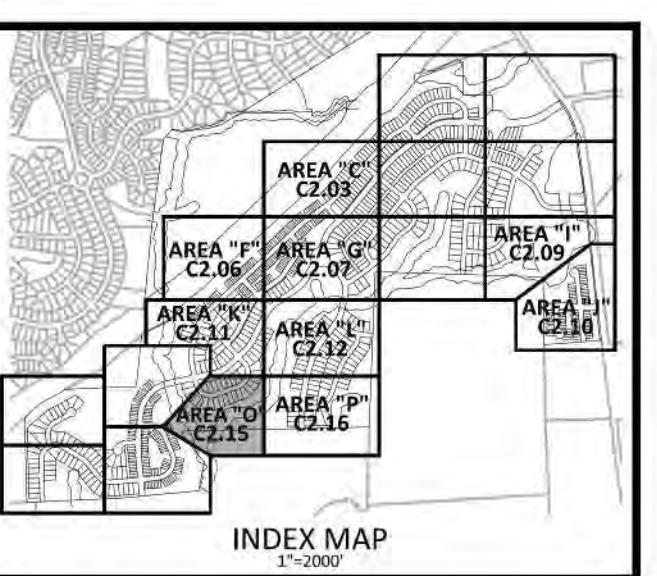 AREA "C"
C2.03
AREA "F"
C2.06
AREA "G"
C2.07
AREA "I"
C2.09
AREA "J"
C2.10
AREA "K"
C2.11
AREA "L"
C2.12
AREA "O"
C2.15
AREA "P"
C2.16
INDEX MAP
1"=2000'